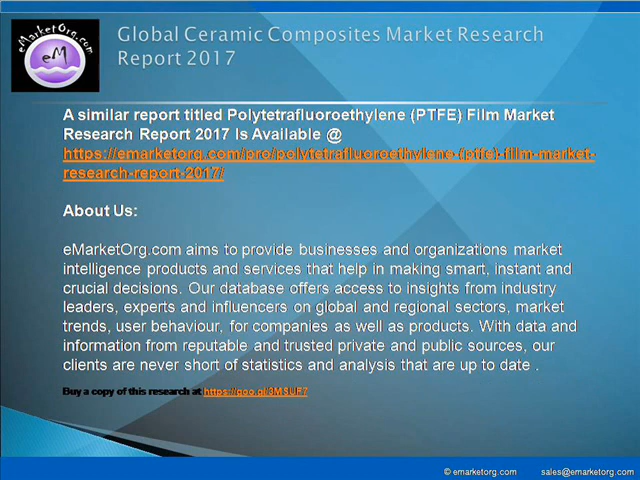 eMarketOrg.com
eM
Global Ceramic Composites Market Research
Report 2017
A similar report titled Polytetrafluoroethylene (PTFE) Film Market
Research Report 2017 Is Available @
https://emarketorg.com/pro/polytetrafluoroethylene-(ptfe)-film-market-
research-report-2017/
About Us:
eMarketOrg.com aims to provide businesses and organizations market
intelligence products and services that help in making smart, instant and
crucial decisions. Our database offers access to insights from industry
leaders, experts and influencers on global and regional sectors, market
trends, user behaviour, for companies as well as products. With data and
information from reputable and trusted private and public sources, our
clients are never short of statistics and analysis that are up to date .
Buy a copy of this research at
© emarketorg.com sales@emarketorg.com